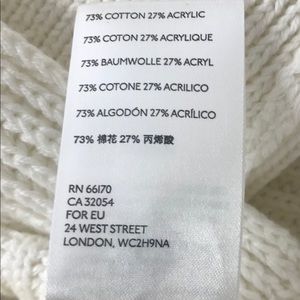 73% COTTON 27% ACRYLIC
73% COTON 27% ACRYLIQUE
73% BAUMWOLLE 27% ACRYL
73% COTONE 27% ACRILICO
73% ALGODÓN 27% ACRÍLICO
73% 棉花 27% 丙烯酸
RN 66170
CA 32054
FOR EU
24 WEST STREET
LONDON, WC2H9NA